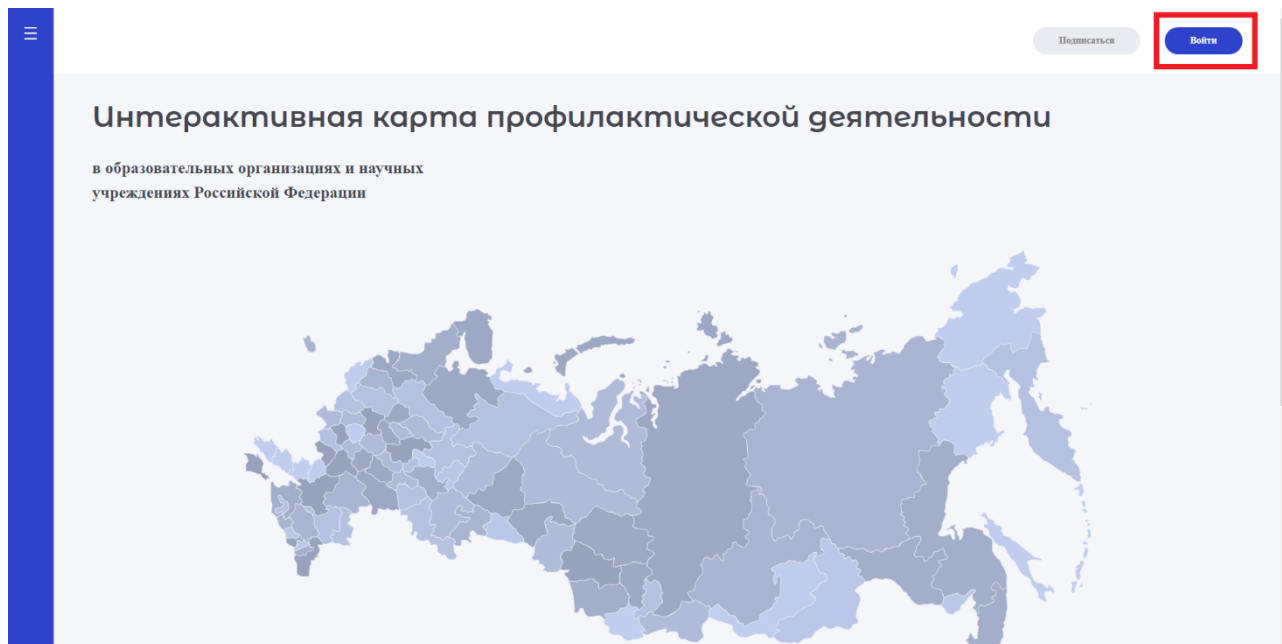 Подписаться
Войти
Интерактивная карта профилактической деятельности
в образовательных организациях и научных
учреждениях Российской Федерации